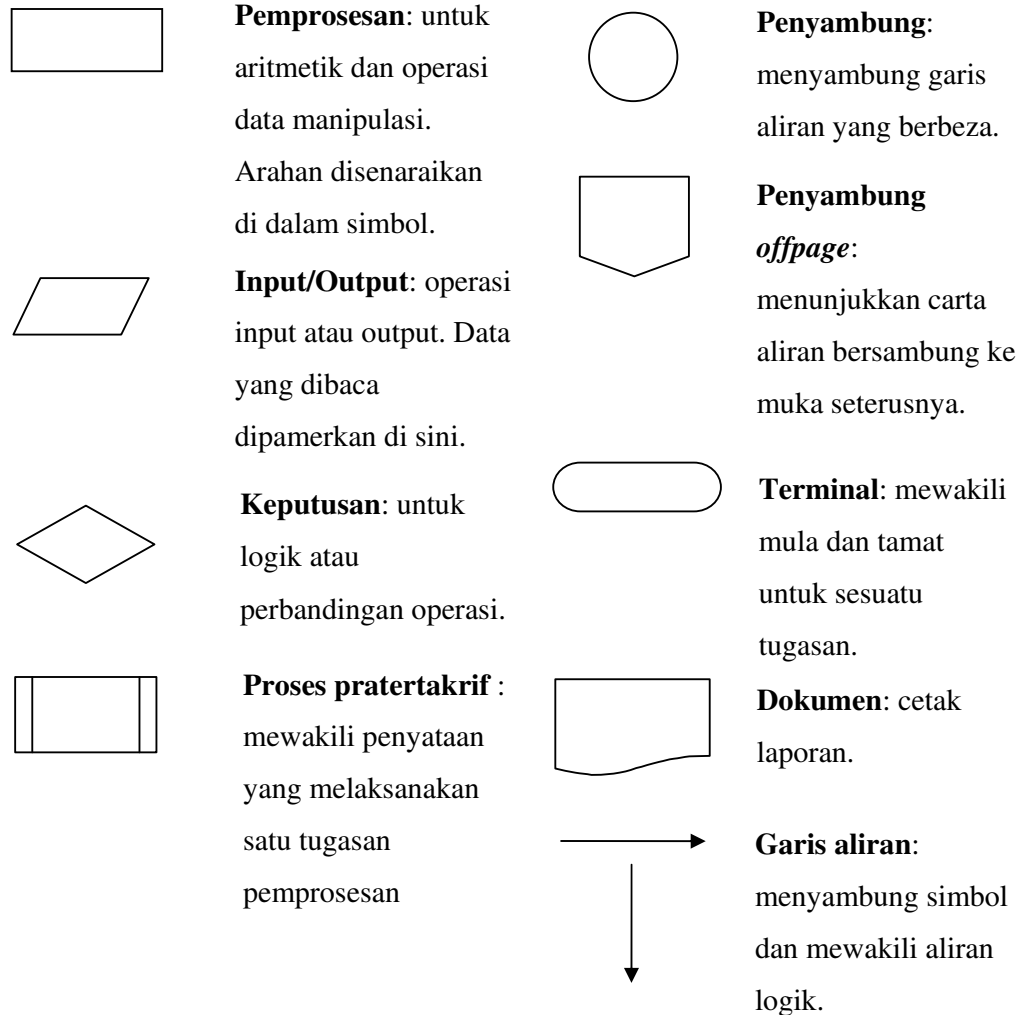 Pemprosesan: untuk
aritmetik dan operasi
data manipulasi.
Arahan disenaraikan
di dalam simbol.
Input/Output: operasi
input atau output. Data
yang dibaca
dipamerkan di sini.
Keputusan: untuk
logik atau
perbandingan operasi.
Proses pratertakrif :
mewakili penyataan
yang melaksanakan
satu tugasan
pemprosesan
Penyambung:
menyambung garis
aliran yang berbeza.
Penyambung
offpage:
menunjukkan carta
aliran bersambung ke
muka seterusnya.
Terminal: mewakili
mula dan tamat
untuk sesuatu
tugasan.
Dokumen: cetak
laporan.
Garis aliran:
menyambung simbol
dan mewakili aliran
logik.